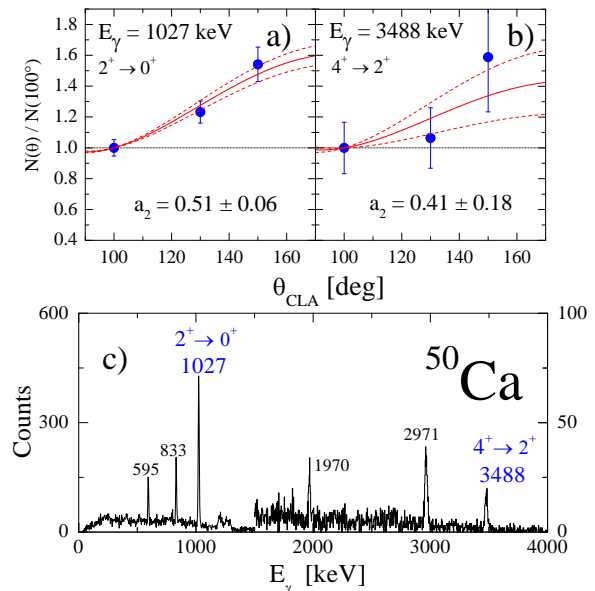 E_γ = 1027 keV a)
2⁺→0⁺
E_γ = 3488 keV b)
4⁺→2⁺
N(θ) / N(100°)
1.8
1.6
1.4
1.2
1.0
0.8
0.6
0.4
a₂ = 0.51 ± 0.06
a₂ = 0.41 ± 0.18
100 120 140 160
100 120 140 160
θ_CLA [deg]
600
300
0
Counts
c)
2⁺→0⁺
1027
⁵⁰Ca
595
833
1970
2971
4⁺→2⁺
3488
100
50
0
0 1000 2000 3000 4000
E_γ [keV]